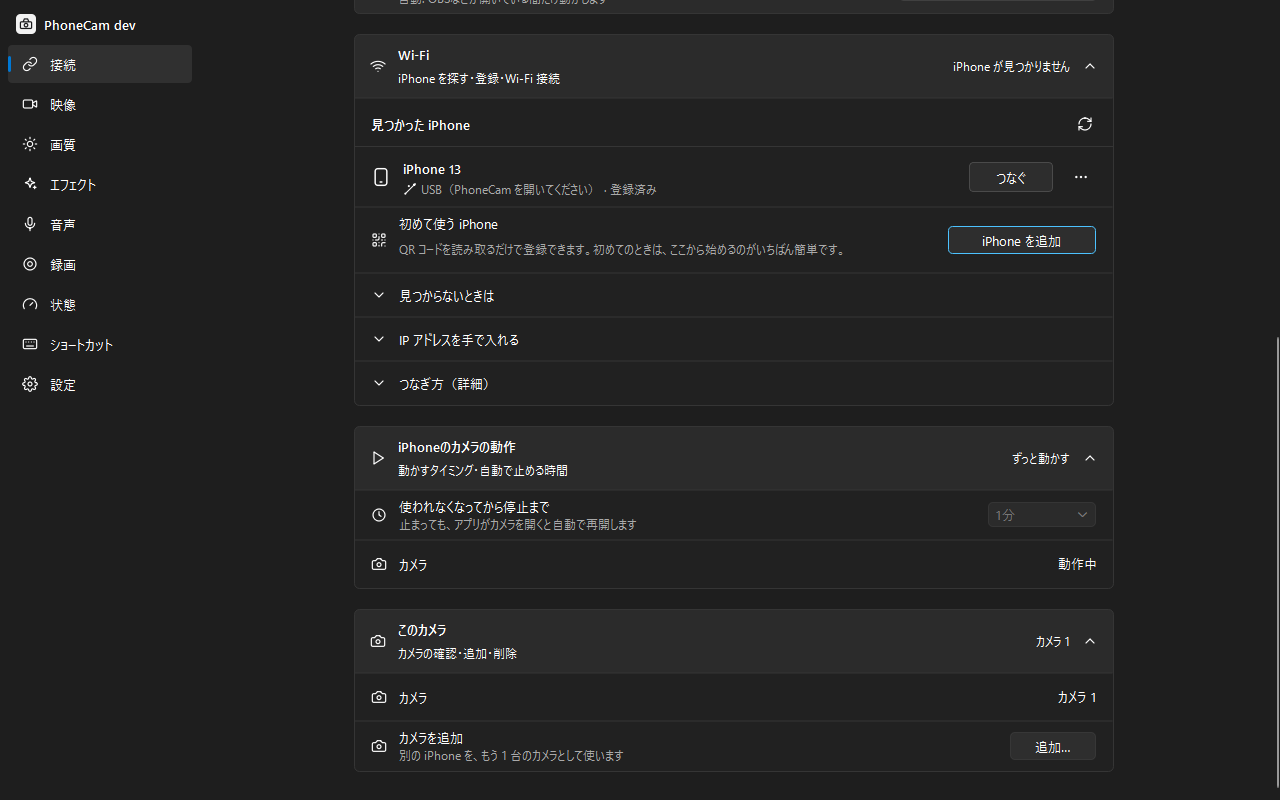 PhoneCam dev
接続
映像
画質
エフェクト
音声
録画
状態
ショートカット
設定
Wi-Fi
iPhone を探す・登録・Wi-Fi 接続
iPhone が見つかりません
見つかった iPhone
iPhone 13
USB（PhoneCam を開いてください）・登録済み
つなぐ
初めて使う iPhone
QR コードを読み取るだけで登録できます。初めてのときは、ここから始めるのがいちばん簡単です。
iPhone を追加
見つからないときは
IP アドレスを手で入れる
つなぎ方（詳細）
iPhoneのカメラの動作
動かすタイミング・自動で止める時間
ずっと動かす
使われなくなってから停止まで
止まっても、アプリがカメラを開くと自動で再開します
1分
カメラ
動作中
このカメラ
カメラの確認・追加・削除
カメラ 1
カメラ
カメラ 1
カメラを追加
別の iPhone を、もう 1 台のカメラとして使います
追加...